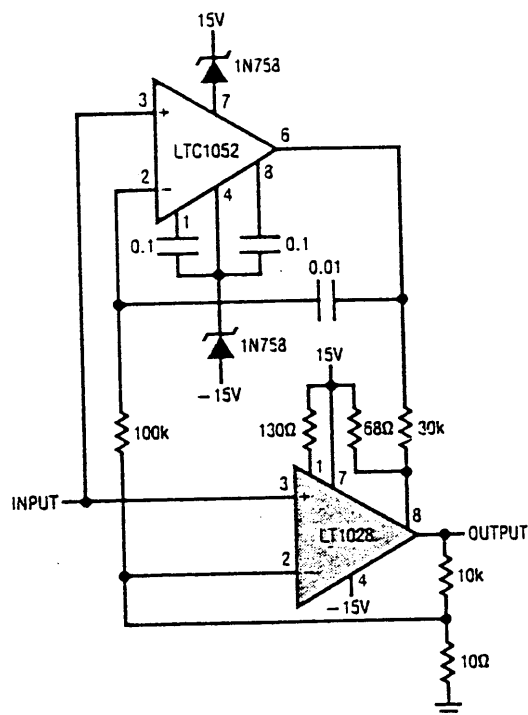 15V
1N758
3
+
7
LTC1052
6
2
−
8
4
1
0.1
0.1
0.01
1N758
−15V
15V
100k
130Ω
68Ω
30k
1
7
INPUT
3
+
8
LT1028
OUTPUT
2
−
4
−15V
10k
10Ω